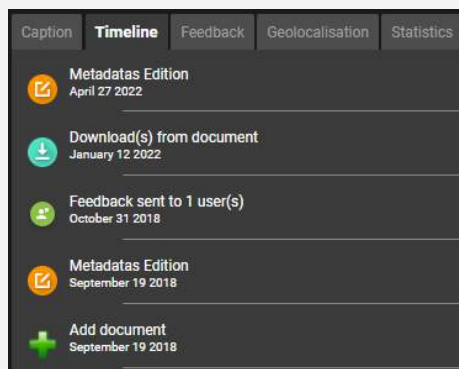 Caption Timeline Feedback Geolocalisation Statistics
Metadatas Edition
April 27 2022
Download(s) from document
January 12 2022
Feedback sent to 1 user(s)
October 31 2018
Metadatas Edition
September 19 2018
Add document
September 19 2018